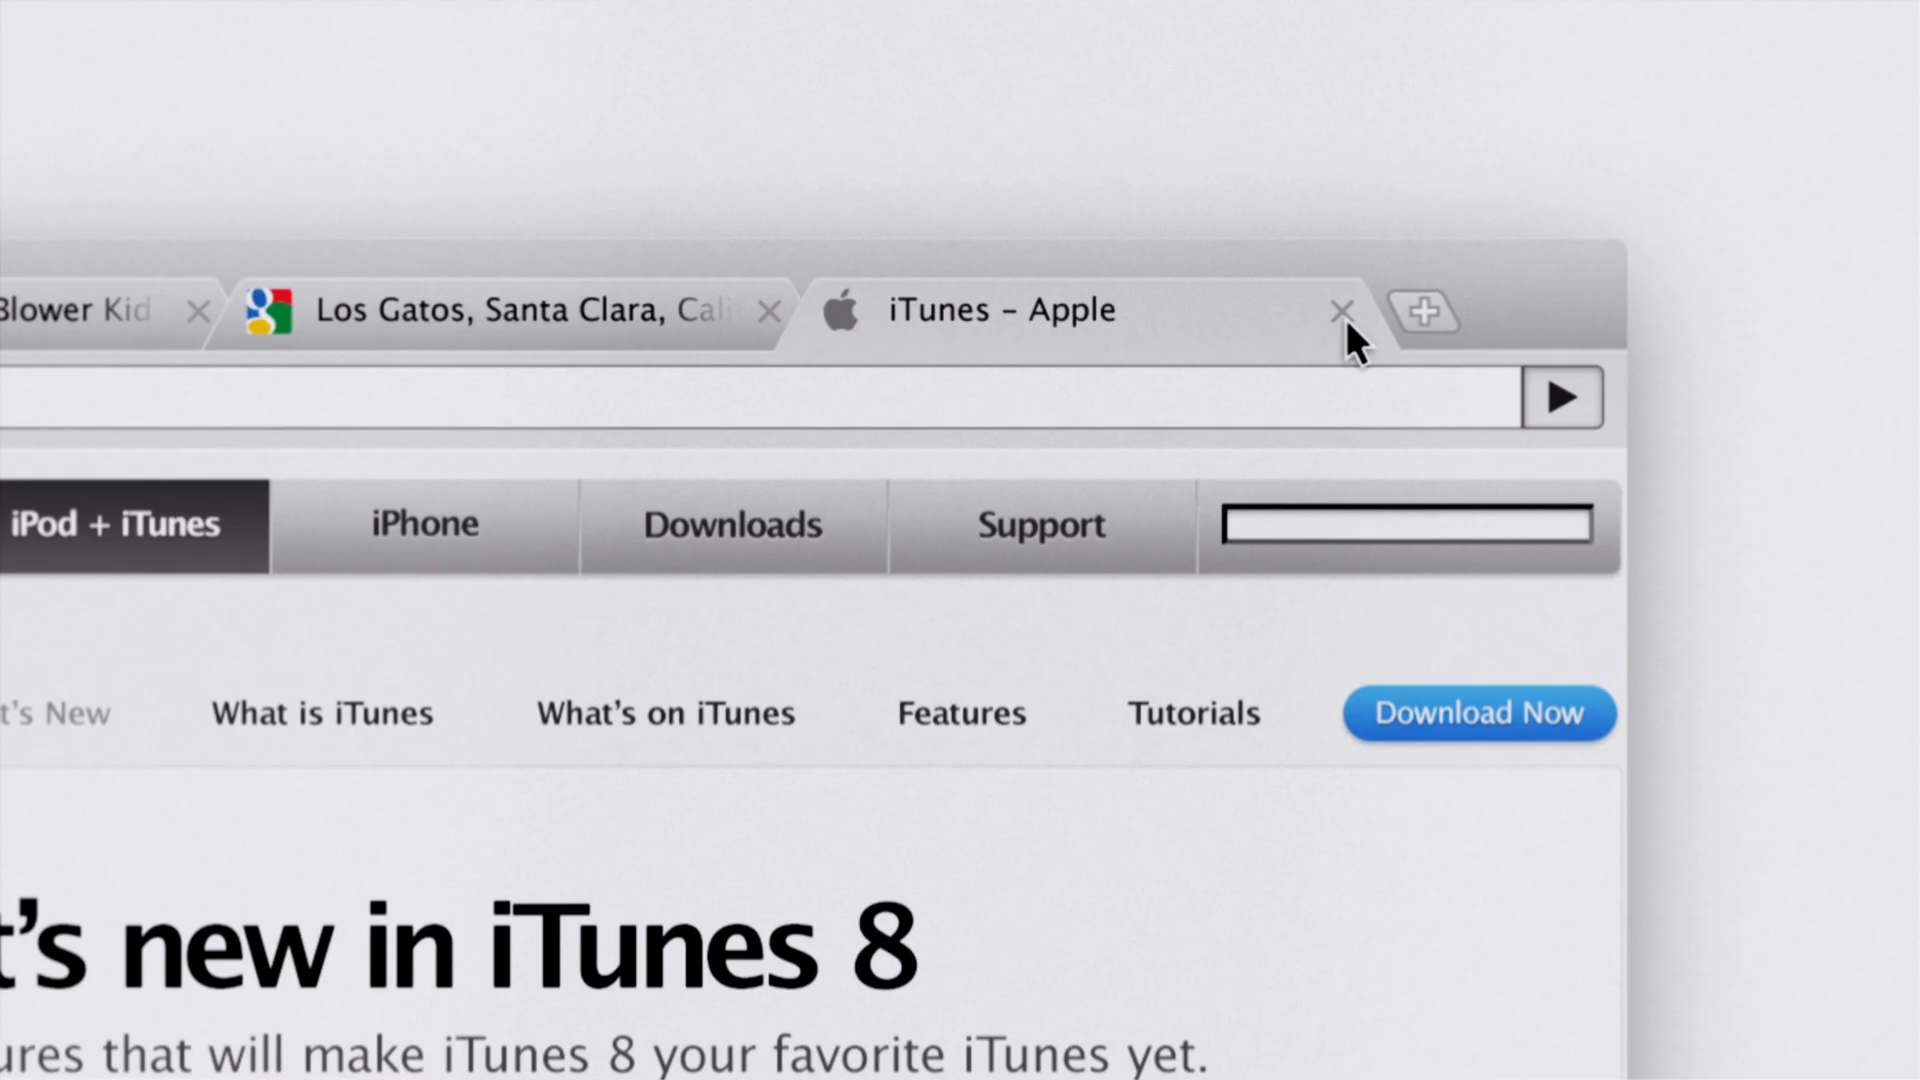 Blower Kid
Los Gatos, Santa Clara, Cali
iTunes – Apple
iPod + iTunes
iPhone
Downloads
Support
t's New
What is iTunes
What's on iTunes
Features
Tutorials
Download Now
t's new in iTunes 8
ures that will make iTunes 8 your favorite iTunes yet.